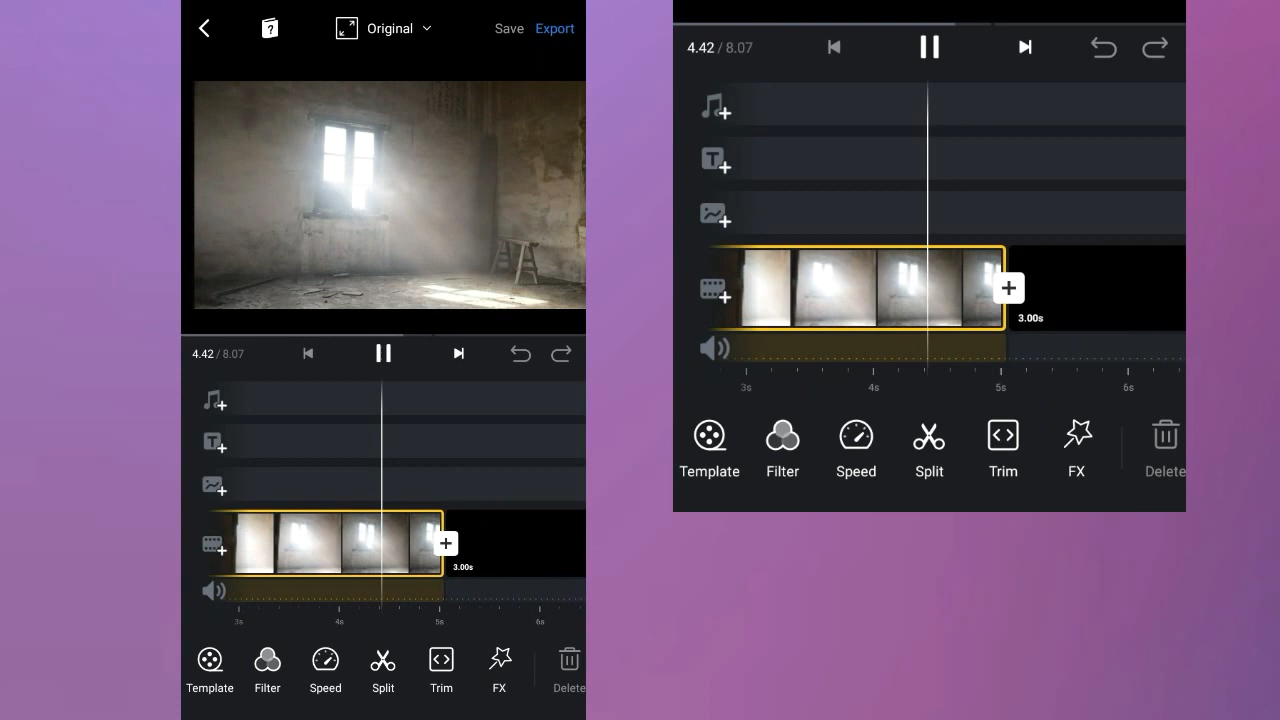 ? Original Save Export
4.42 / 8.07
T
3.00s
3s 4s 5s 6s
Template Filter Speed Split Trim FX Delete
4.42 / 8.07
T
3.00s
3s 4s 5s 6s
Template Filter Speed Split Trim FX Delete